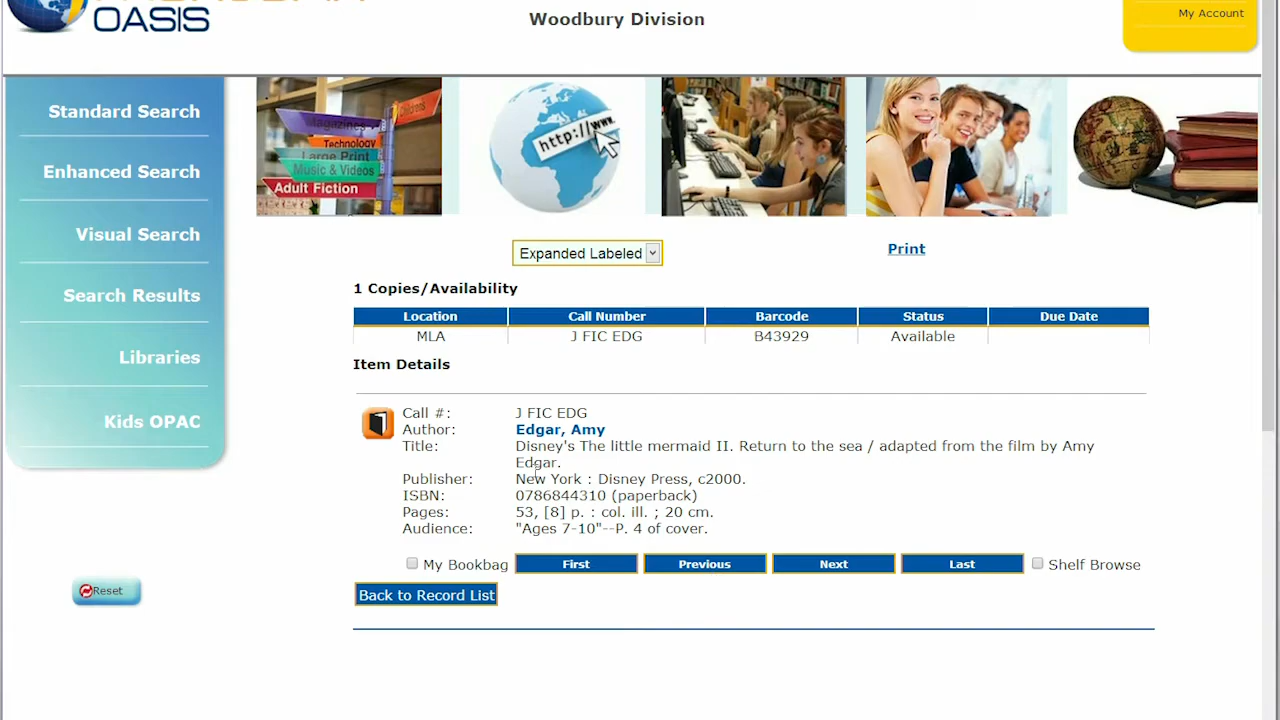 OASIS
Woodbury Division
My Account
Standard Search
Enhanced Search
Visual Search
Search Results
Libraries
Kids OPAC
Reset
Magazines
Childrens
Technology
Large Print
Music & Videos
Adult Fiction
http://www
Expanded Labeled
Print
1 Copies/Availability
Location Call Number Barcode Status Due Date
MLA J FIC EDG B43929 Available
Item Details
Call #: J FIC EDG
Author: Edgar, Amy
Title: Disney's The little mermaid II. Return to the sea / adapted from the film by Amy
Edgar.
Publisher: New York : Disney Press, c2000.
ISBN: 0786844310 (paperback)
Pages: 53, [8] p. : col. ill. ; 20 cm.
Audience: "Ages 7-10"--P. 4 of cover.
My Bookbag First Previous Next Last Shelf Browse
Back to Record List